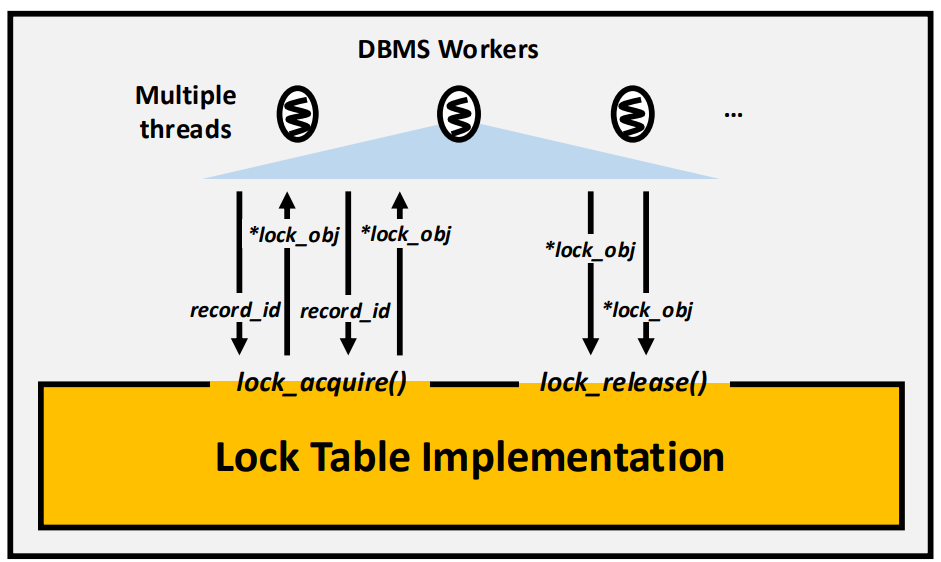 DBMS Workers
Multiple
threads
...
*lock_obj
*lock_obj
*lock_obj
record_id
record_id
*lock_obj
lock_acquire()
lock_release()
Lock Table Implementation